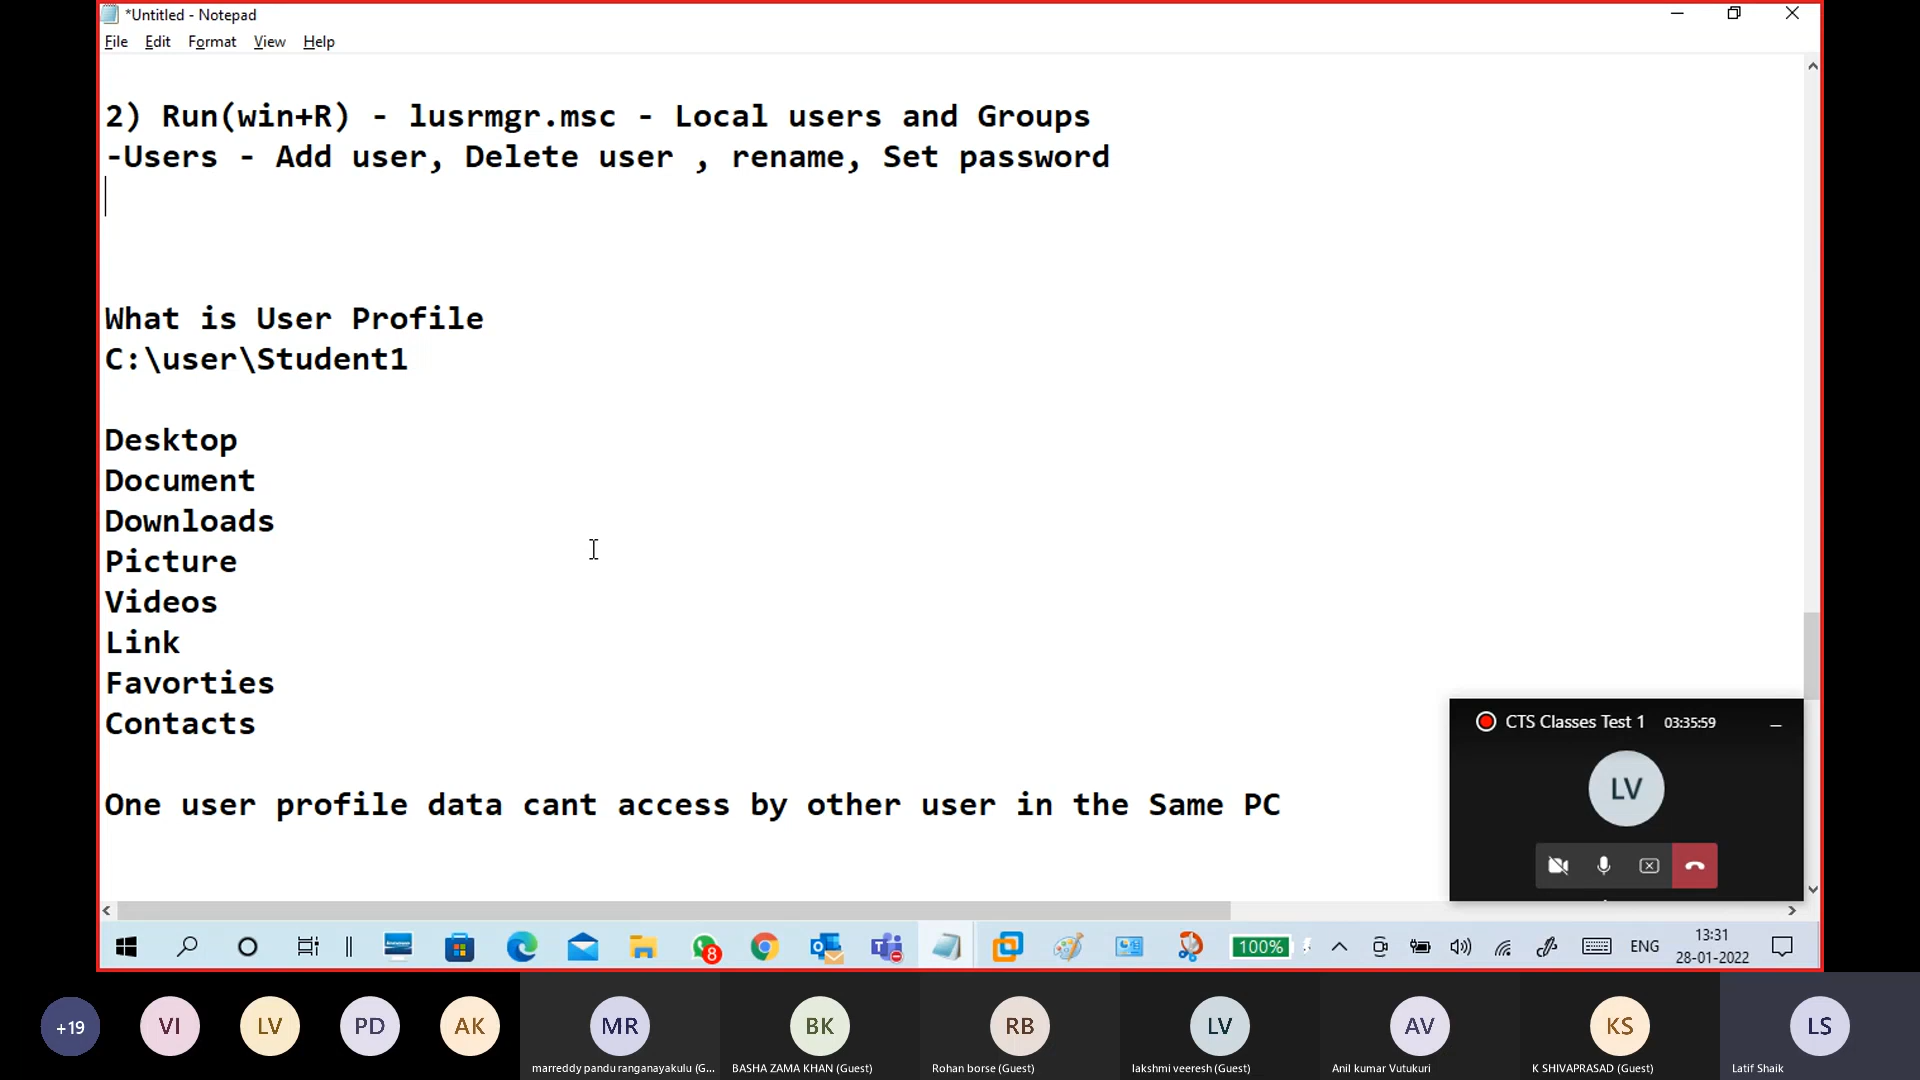 *Untitled - Notepad
File Edit Format View Help
2) Run(win+R) - lusrmgr.msc - Local users and Groups
-Users - Add user, Delete user , rename, Set password
What is User Profile
C:\user\Student1
Desktop
Document
Downloads
Picture
Videos
Link
Favorties
Contacts
One user profile data cant access by other user in the Same PC
CTS Classes Test 1 03:35:59
LV
8
100%
ENG
13:31
28-01-2022
+19 VI LV PD AK MR BK RB LV AV KS LS
marreddy pandu ranganayakulu (G... BASHA ZAMA KHAN (Guest) Rohan borse (Guest) lakshmi veeresh (Guest) Anil kumar Vutukuri K SHIVAPRASAD (Guest) Latif Shaik